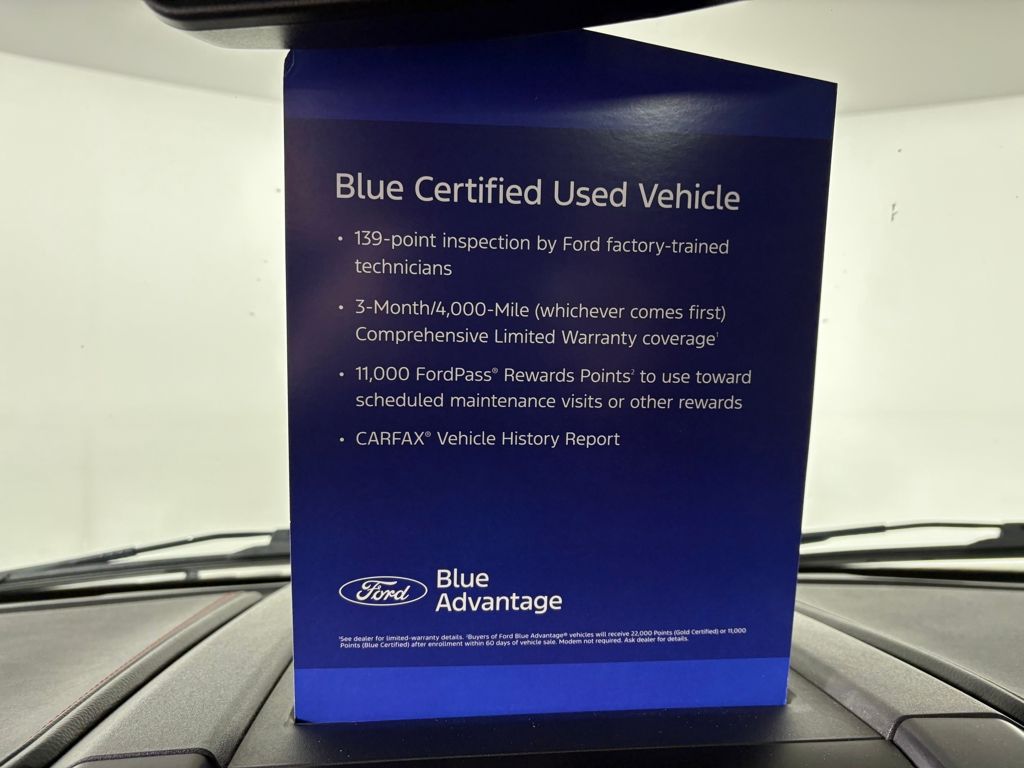 Blue Certified Used Vehicle
• 139-point inspection by Ford factory-trained
technicians
• 3-Month/4,000-Mile (whichever comes first)
Comprehensive Limited Warranty coverage¹
• 11,000 FordPass® Rewards Points² to use toward
scheduled maintenance visits or other rewards
• CARFAX® Vehicle History Report
Ford
Blue
Advantage
¹See dealer for limited-warranty details. ²Buyers of Ford Blue Advantage® vehicles will receive 22,000 Points (Gold Certified) or 11,000
Points (Blue Certified) after enrollment within 60 days of vehicle sale. Modem not required. Ask dealer for details.